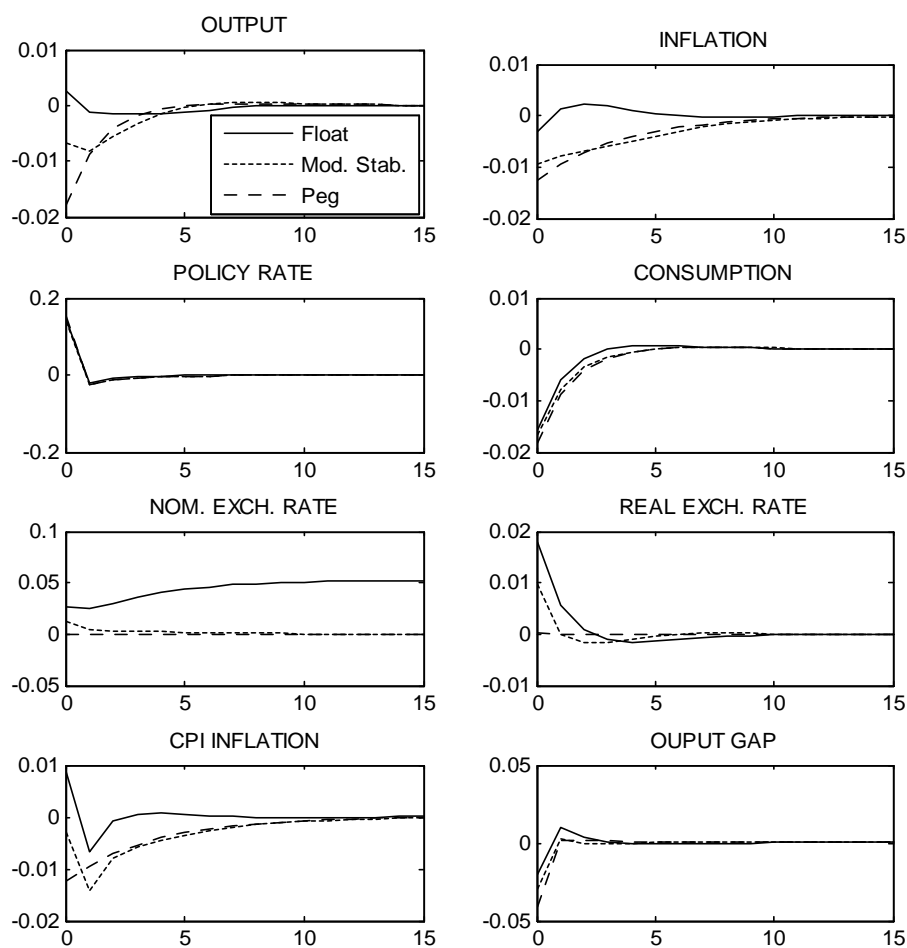 OUTPUT
0.01
0
-0.01
-0.02
0 5 10 15
Float
Mod. Stab.
Peg
INFLATION
0.01
0
-0.01
-0.02
0 5 10 15
POLICY RATE
0.2
0
-0.2
0 5 10 15
CONSUMPTION
0.01
0
-0.01
-0.02
0 5 10 15
NOM. EXCH. RATE
0.1
0.05
0
-0.05
0 5 10 15
REAL EXCH. RATE
0.02
0.01
0
-0.01
0 5 10 15
CPI INFLATION
0.01
0
-0.01
-0.02
0 5 10 15
OUPUT GAP
0.05
0
-0.05
0 5 10 15